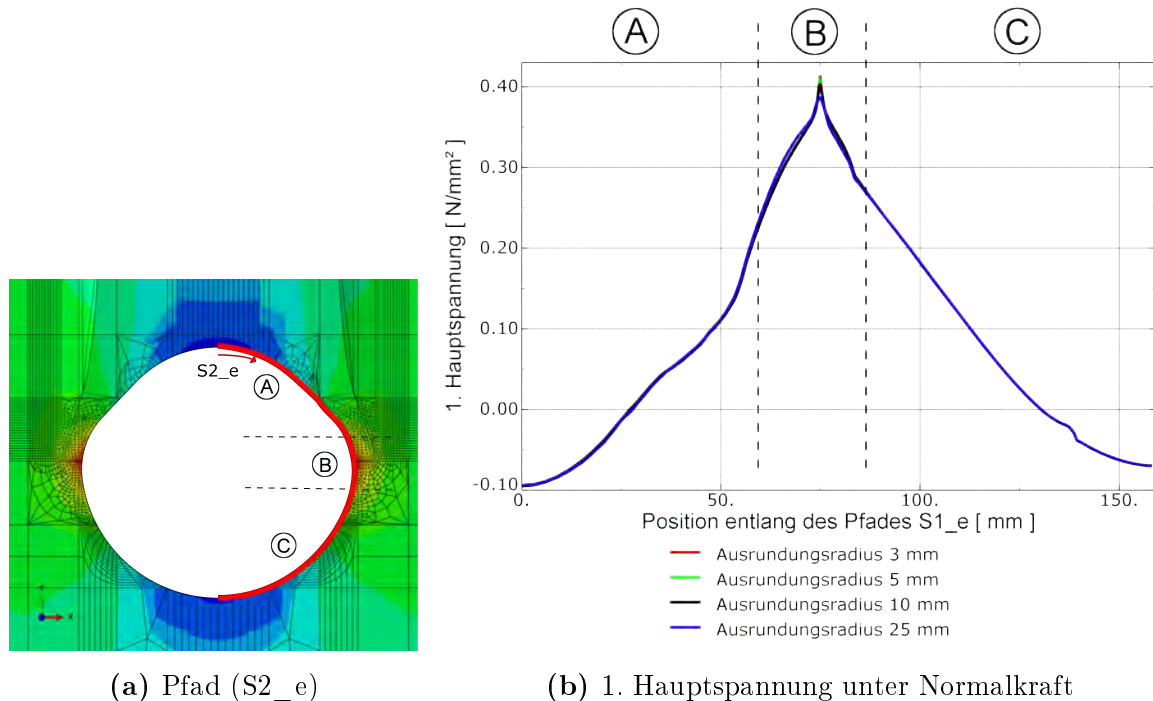 A
B
C
0.40
0.30
0.20
0.10
0.00
-0.10
1. Hauptspannung [ N/mm² ]
0.
50.
100.
150.
Position entlang des Pfades S1_e [ mm ]
Ausrundungsradius 3 mm
Ausrundungsradius 5 mm
Ausrundungsradius 10 mm
Ausrundungsradius 25 mm
S2_e
A
B
C
Y
X
(a) Pfad (S2_e)
(b) 1. Hauptspannung unter Normalkraft